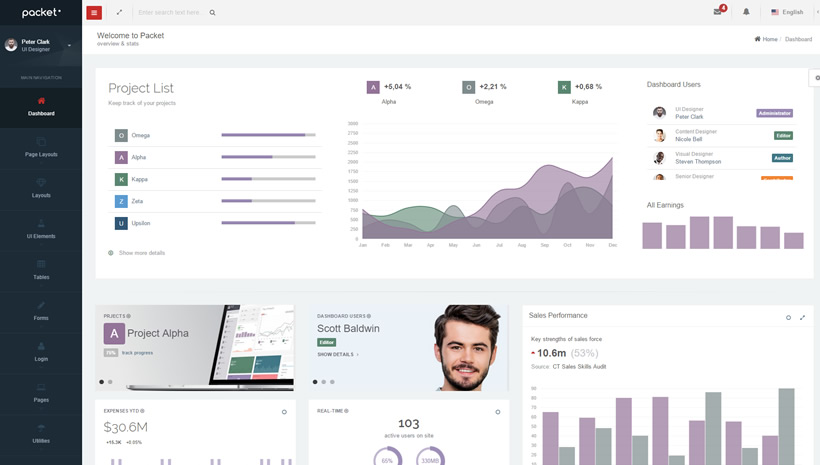 packet
Enter search text here...
4
English
Peter Clark
UI Designer
Welcome to Packet
overview & stats
Home / Dashboard
MAIN NAVIGATION
Dashboard
Page Layouts
Layouts
UI Elements
Tables
Forms
Login
Pages
Utilities
Project List
Keep track of your projects
O Omega
A Alpha
K Kappa
Z Zeta
U Upsilon
Show more details
A +5,04 %
Alpha
O +2,21 %
Omega
K +0,68 %
Kappa
3000
2750
2500
2250
2000
1750
1500
1250
1000
750
500
250
0
Jan Feb Mar Apr May Jun Jul Aug Sep Oct Nov Dec
Dashboard Users
UI Designer
Peter Clark
Administrator
Content Designer
Nicole Bell
Editor
Visual Designer
Steven Thompson
Author
Senior Designer
All Earnings
PROJECTS
A Project Alpha
70% track progress
DASHBOARD USERS
Scott Baldwin
Editor
SHOW DETAILS
Sales Performance
Key strengths of sales force
10.6m (53%)
Source: CT Sales Skills Audit
90
80
70
60
50
40
30
20
10
EXPENSES YTD
$30.6M
+15.5K +0.05%
REAL-TIME
103
active users on site
66% 330MB